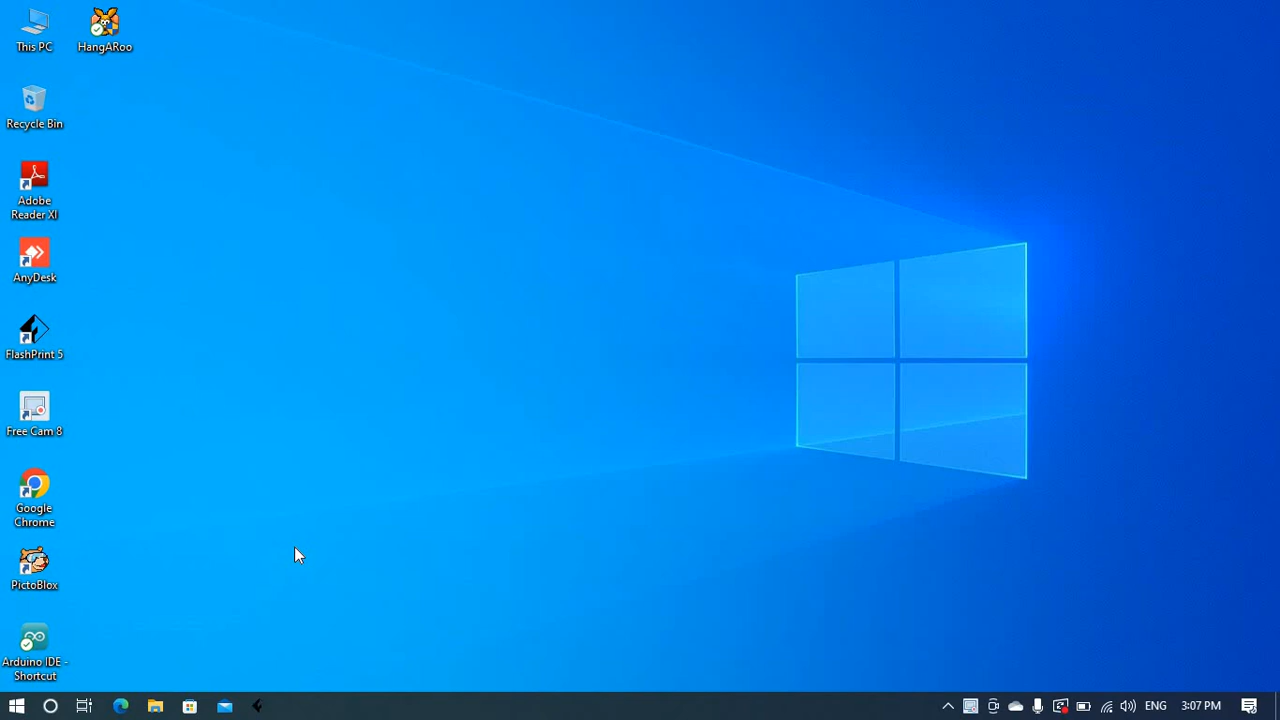 This PC
HangARoo
Recycle Bin
Adobe
Reader XI
AnyDesk
FlashPrint 5
Free Cam 8
Google
Chrome
PictoBlox
Arduino IDE -
Shortcut
ENG
3:07 PM